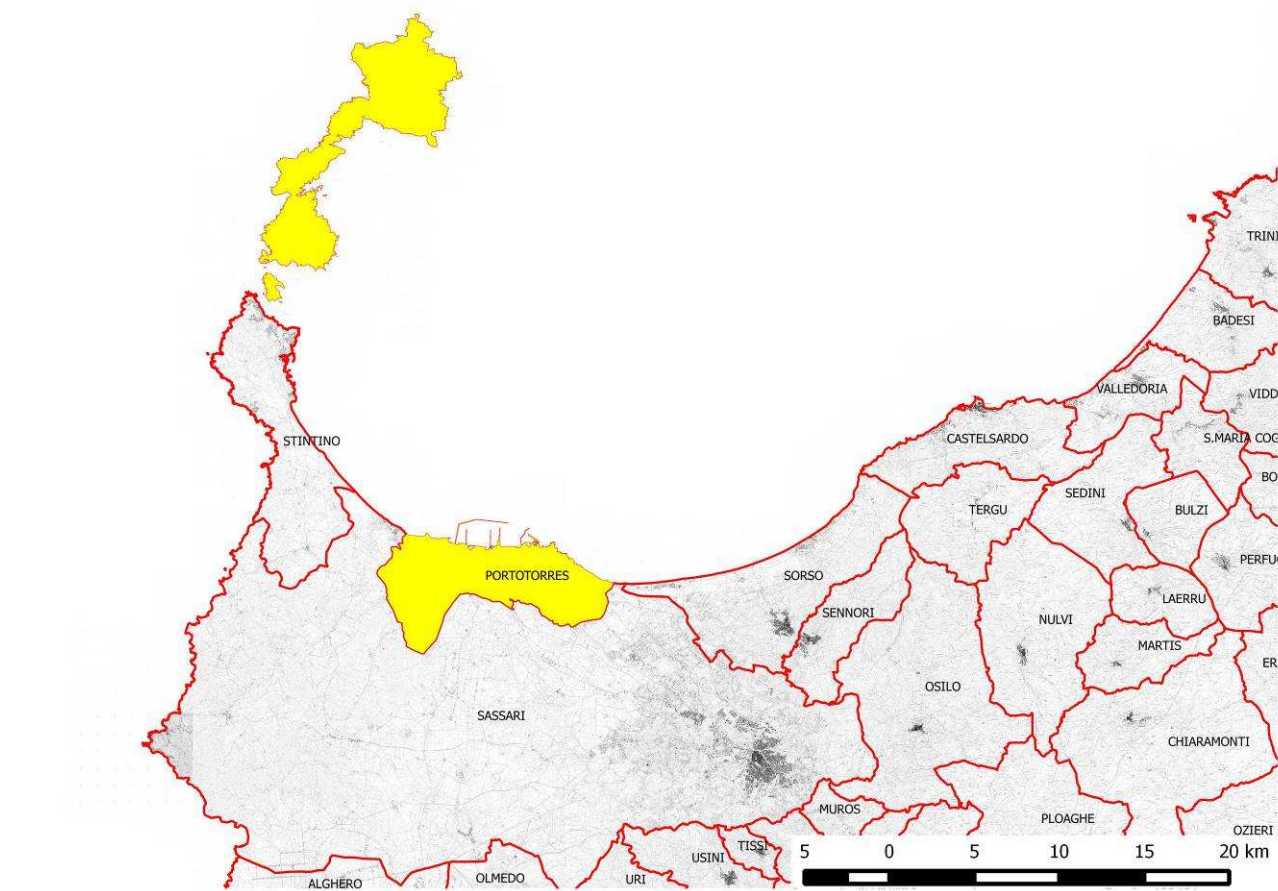 TRINI
BADESI
VALLEDORIA
VIDD
STINTINO
CASTELSARDO
S.MARIA COG
SEDINI
BO
TERGU
BULZI
PORTOTORRES
SORSO
PERFUG
SENNORI
LAERRU
NULVI
MARTIS
ER
OSILO
SASSARI
CHIARAMONTI
MUROS
PLOAGHE
OZIERI
TISSI
USINI
5 0 5 10 15 20 km
OLMEDO
URI
ALGHERO